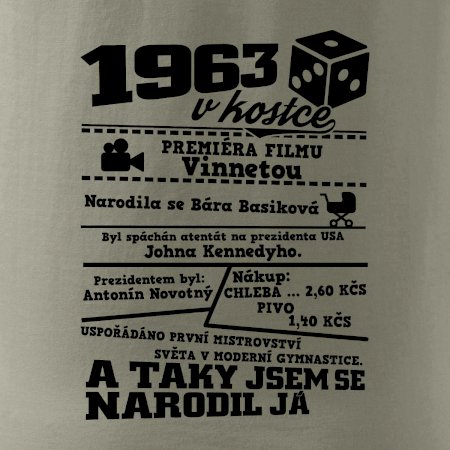 1963
v kostce
PREMIÉRA FILMU
Vinnetou
Narodila se Bára Basiková
Byl spáchán atentát na prezidenta USA
Johna Kennedyho.
Prezidentem byl:
Antonín Novotný
Nákup:
CHLEBA ... 2,60 KČS
PIVO
1,40 KČS
USPOŘÁDÁNO PRVNÍ MISTROVSTVÍ
SVĚTA V MODERNÍ GYMNASTICE.
A TAKY JSEM SE
NARODIL JÁ